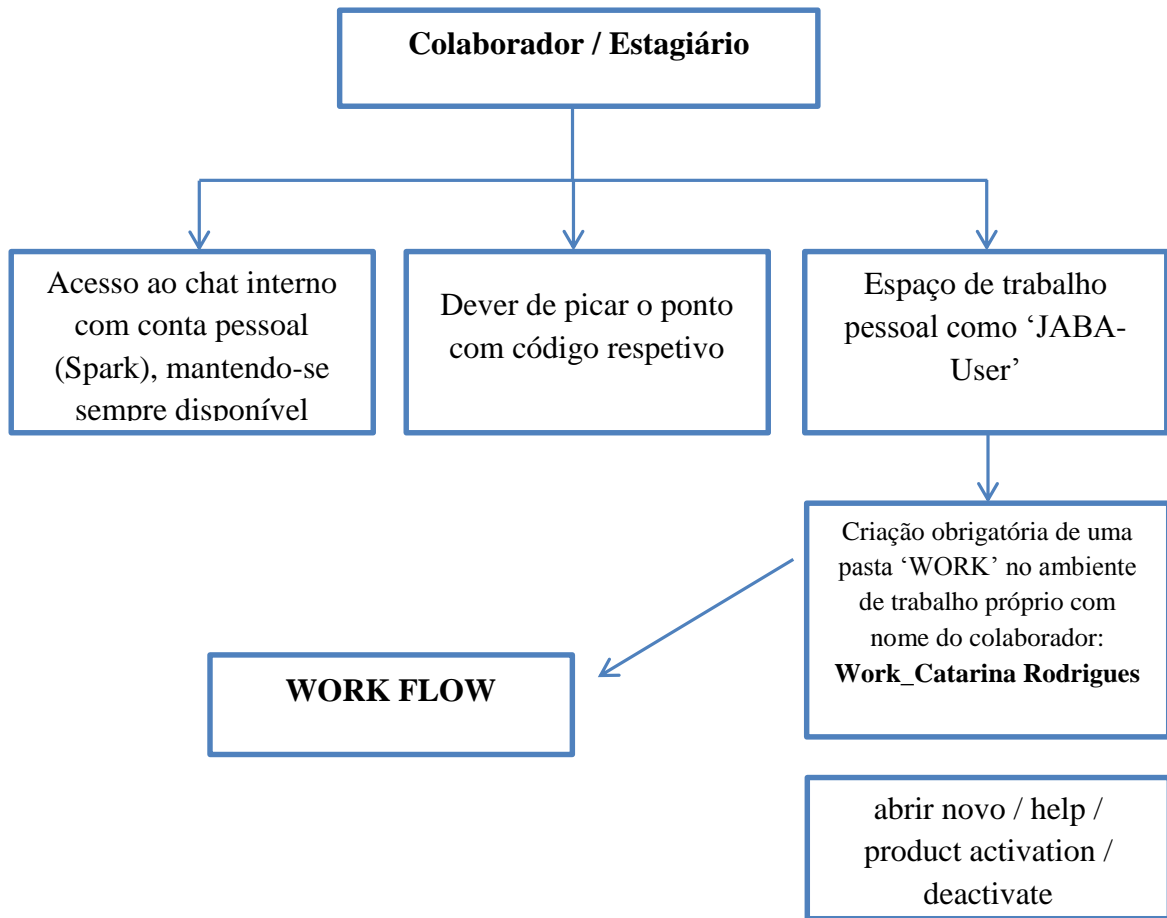 Colaborador / Estagiário
Acesso ao chat interno
com conta pessoal
(Spark), mantendo-se
sempre disponível
Dever de picar o ponto
com código respetivo
Espaço de trabalho
pessoal como ‘JABA-
User’
Criação obrigatória de uma
pasta ‘WORK’ no ambiente
de trabalho próprio com
nome do colaborador:
Work_Catarina Rodrigues
WORK FLOW
abrir novo / help /
product activation /
deactivate